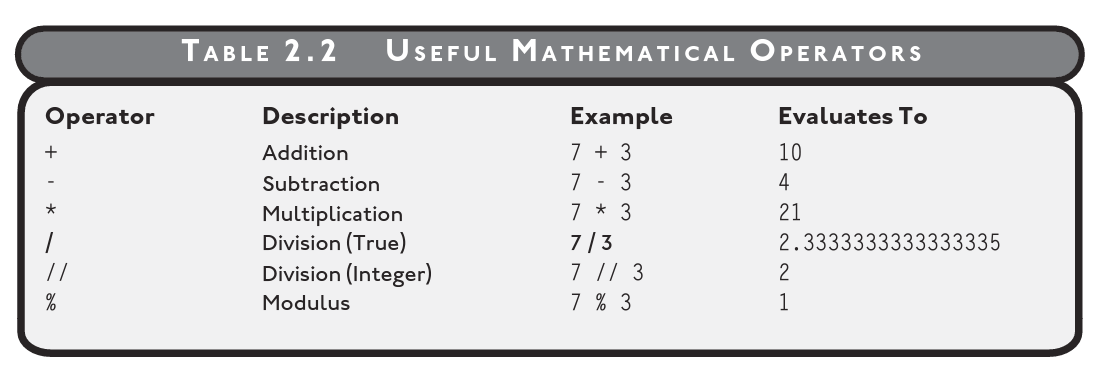 TABLE 2.2 USEFUL MATHEMATICAL OPERATORS
Operator Description Example Evaluates To
+ Addition 7 + 3 10
- Subtraction 7 - 3 4
* Multiplication 7 * 3 21
/ Division (True) 7 / 3 2.3333333333333335
// Division (Integer) 7 // 3 2
% Modulus 7 % 3 1